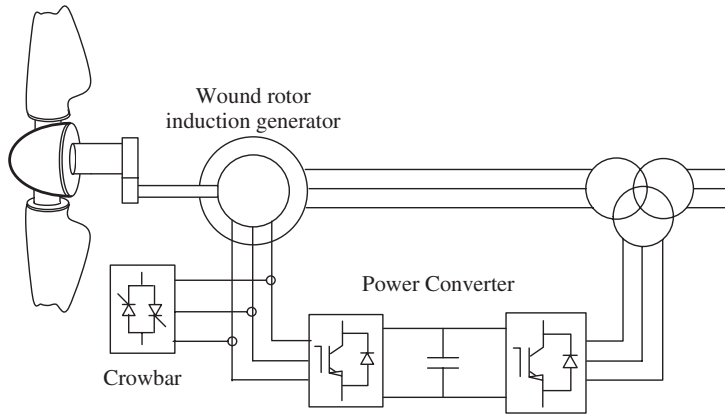 Wound rotor
induction generator
Power Converter
Crowbar